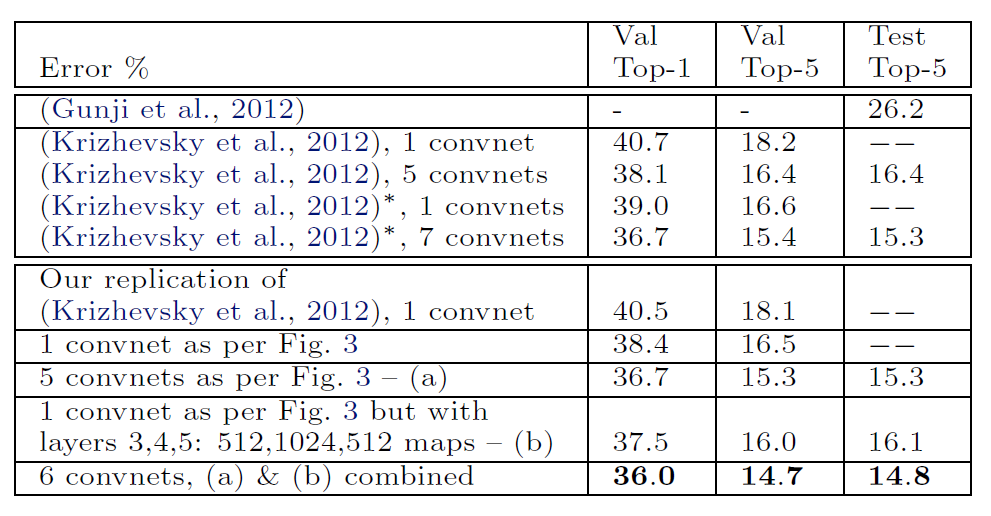 Error % Val Top-1 Val Top-5 Test Top-5
(Gunji et al., 2012) - - 26.2
(Krizhevsky et al., 2012), 1 convnet 40.7 18.2 −−
(Krizhevsky et al., 2012), 5 convnets 38.1 16.4 16.4
(Krizhevsky et al., 2012)*, 1 convnets 39.0 16.6 −−
(Krizhevsky et al., 2012)*, 7 convnets 36.7 15.4 15.3
Our replication of
(Krizhevsky et al., 2012), 1 convnet 40.5 18.1 −−
1 convnet as per Fig. 3 38.4 16.5 −−
5 convnets as per Fig. 3 – (a) 36.7 15.3 15.3
1 convnet as per Fig. 3 but with
layers 3,4,5: 512,1024,512 maps – (b) 37.5 16.0 16.1
6 convnets, (a) & (b) combined 36.0 14.7 14.8